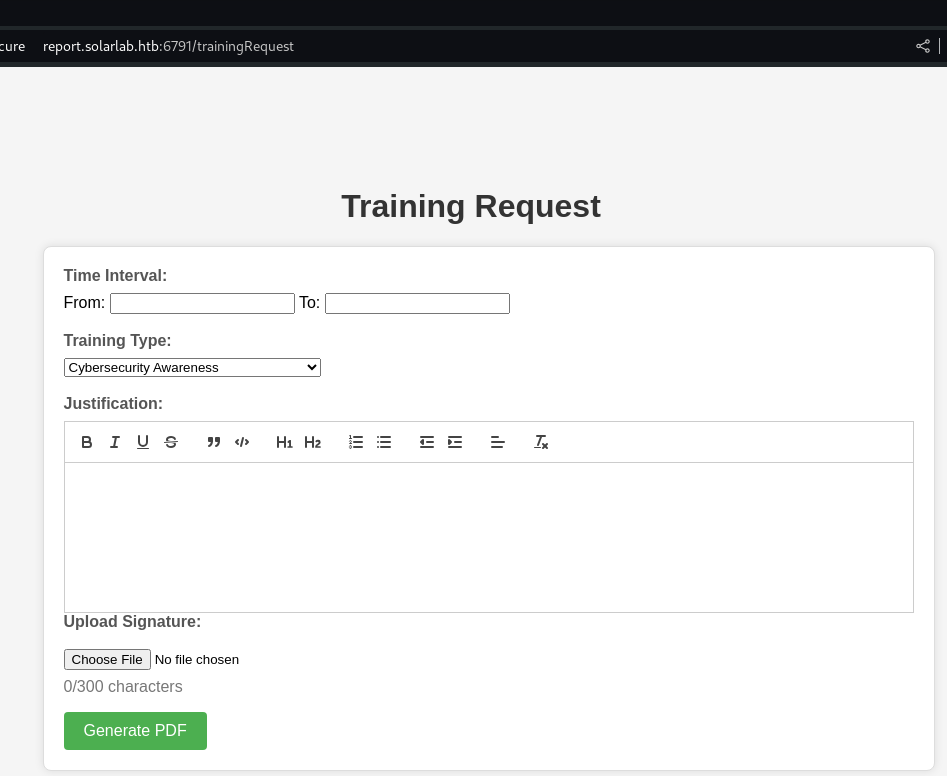 cure report.solarlab.htb:6791/trainingRequest
Training Request
Time Interval:
From: To:
Training Type:
Cybersecurity Awareness
Justification:
B I U S ❞ </> H1 H2
Upload Signature:
Choose File No file chosen
0/300 characters
Generate PDF